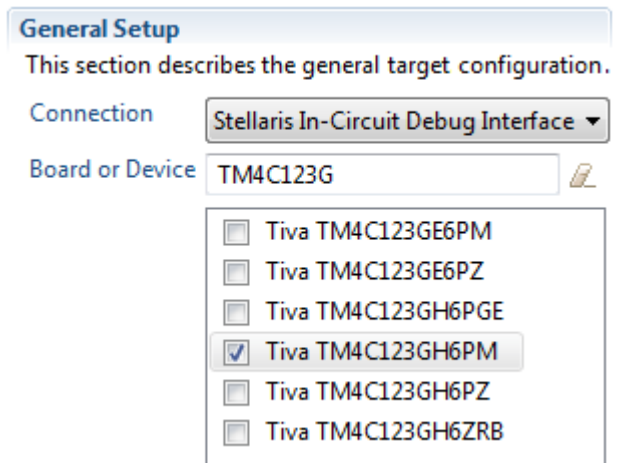 General Setup
This section describes the general target configuration.
Connection
Stellaris In-Circuit Debug Interface
Board or Device
TM4C123G
Tiva TM4C123GE6PM
Tiva TM4C123GE6PZ
Tiva TM4C123GH6PGE
Tiva TM4C123GH6PM
Tiva TM4C123GH6PZ
Tiva TM4C123GH6ZRB